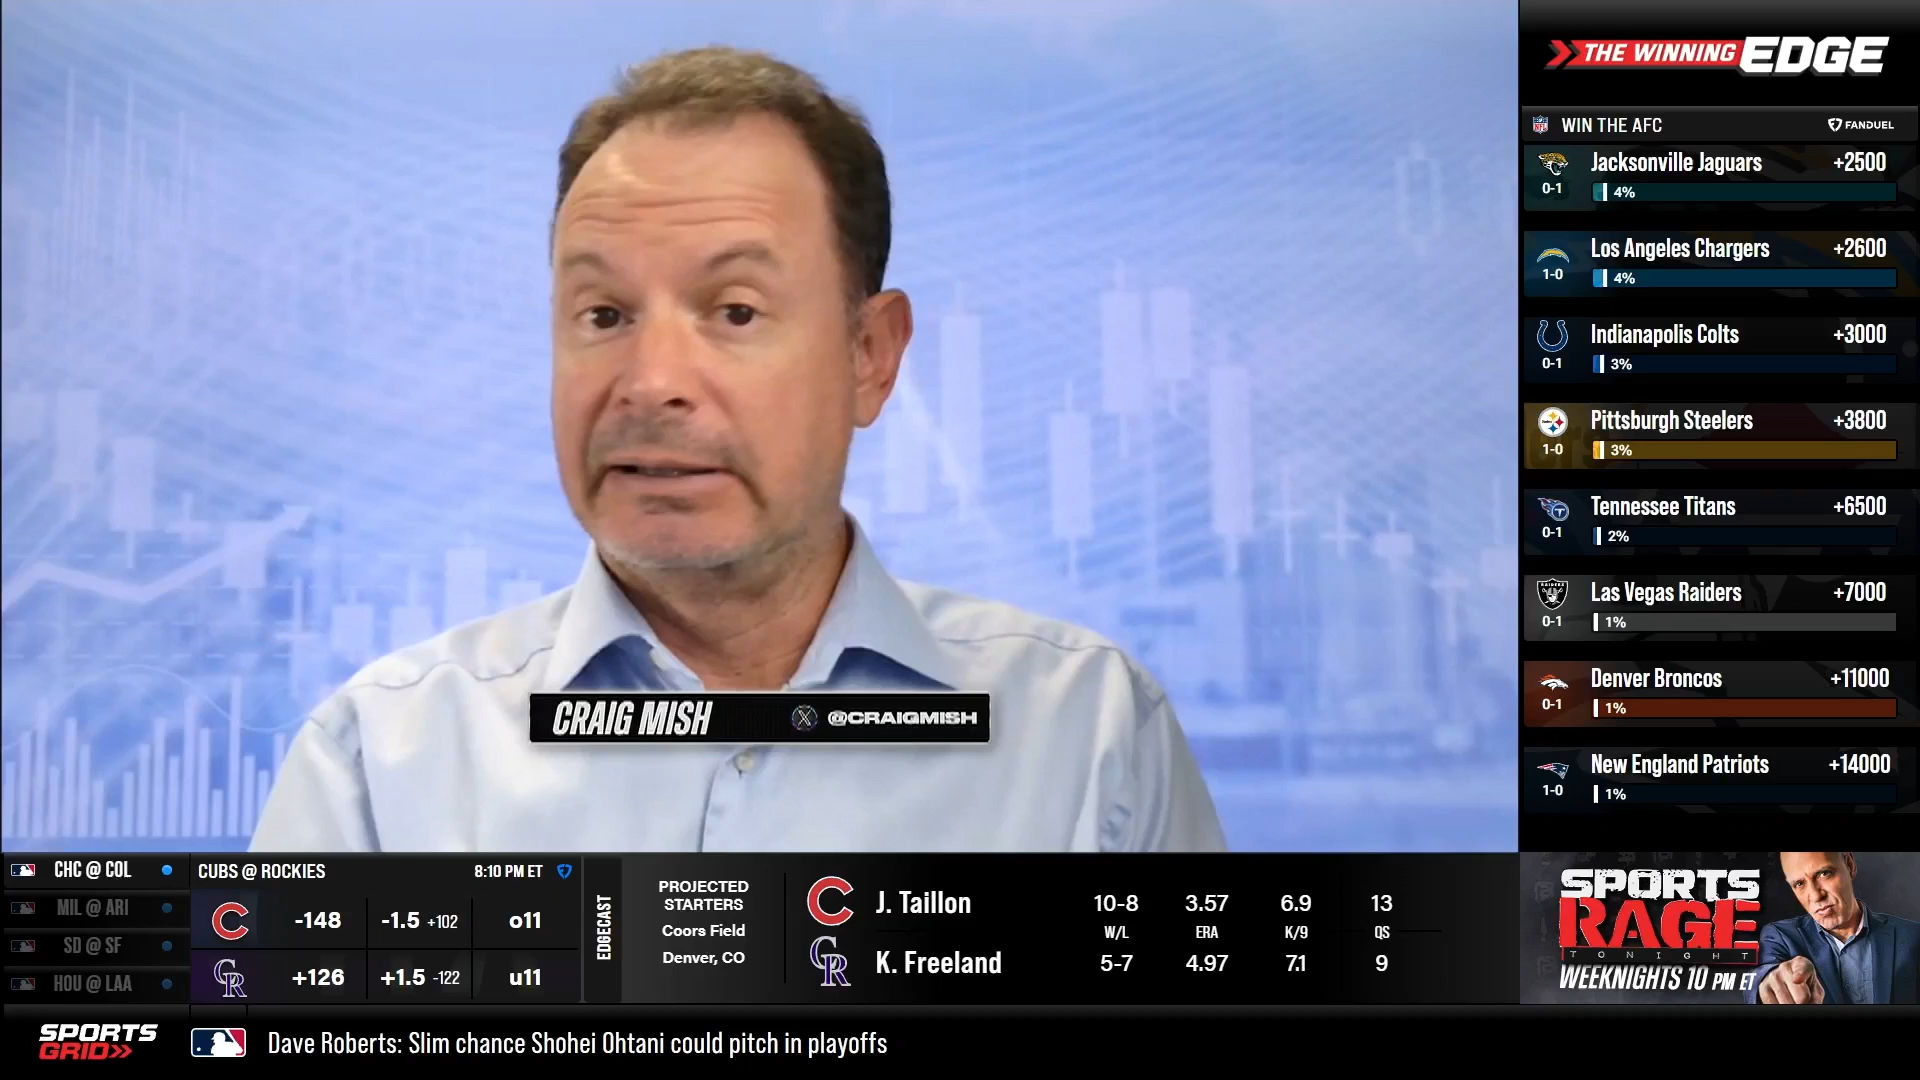 THE WINNING EDGE
WIN THE AFC
FANDUEL
Jacksonville Jaguars +2500
0-1 4%
Los Angeles Chargers +2600
1-0 4%
Indianapolis Colts +3000
0-1 3%
Pittsburgh Steelers +3800
1-0 3%
Tennessee Titans +6500
0-1 2%
Las Vegas Raiders +7000
0-1 1%
Denver Broncos +11000
0-1 1%
New England Patriots +14000
1-0 1%
CRAIG MISH @CRAIGMISH
CHC @ COL
MIL @ ARI
SD @ SF
HOU @ LAA
CUBS @ ROCKIES 8:10 PM ET
-148 -1.5 +102 o11
+126 +1.5 -122 u11
EDGECAST
PROJECTED
STARTERS
Coors Field
Denver, CO
J. Taillon 10-8 3.57 6.9 13
W/L ERA K/9 QS
K. Freeland 5-7 4.97 7.1 9
SPORTS
RAGE
TONIGHT
WEEKNIGHTS 10 PM ET
SPORTS
GRID
Dave Roberts: Slim chance Shohei Ohtani could pitch in playoffs